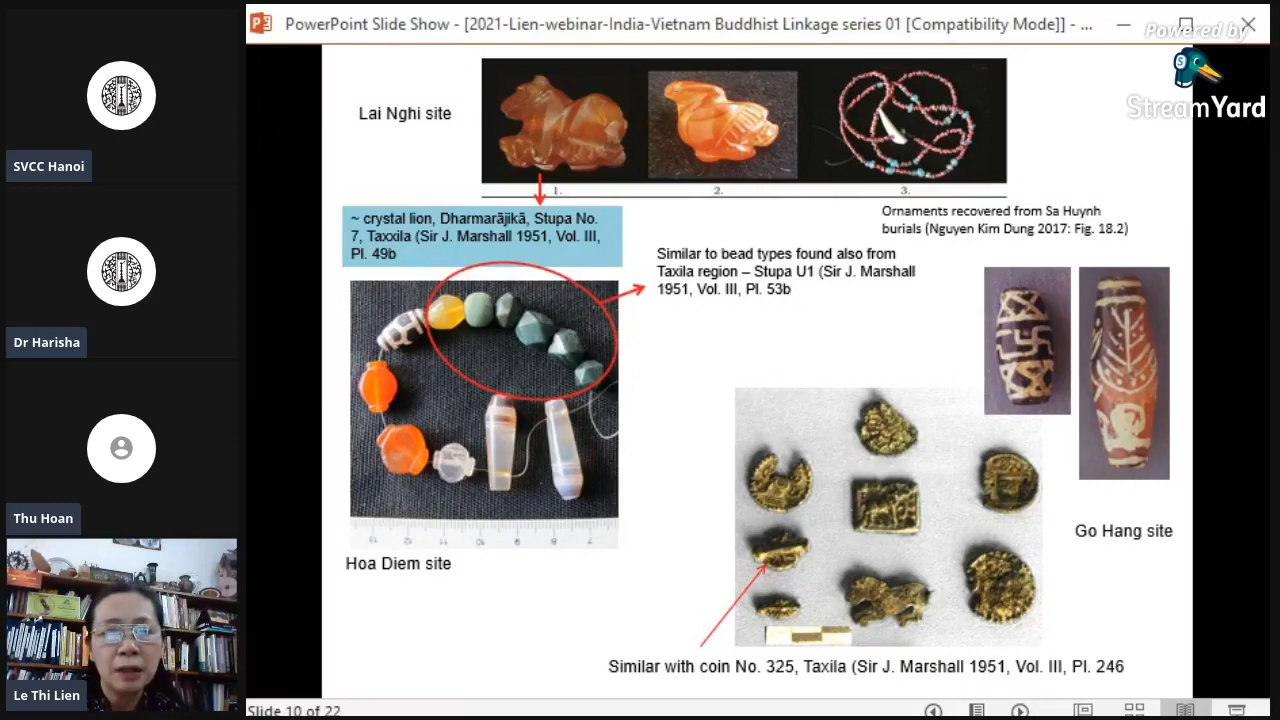 PowerPoint Slide Show - [2021-Lien-webinar-India-Vietnam Buddhist Linkage series 01 [Compatibility Mode]] - ...
Powered by
StreamYard
SVCC Hanoi
Dr Harisha
Thu Hoan
Le Thi Lien
Lai Nghi site
1.
2.
3.
~ crystal lion, Dharmarājikā, Stupa No.
7, Taxxila (Sir J. Marshall 1951, Vol. III,
Pl. 49b
Ornaments recovered from Sa Huynh
burials (Nguyen Kim Dung 2017: Fig. 18.2)
Similar to bead types found also from
Taxila region – Stupa U1 (Sir J. Marshall
1951, Vol. III, Pl. 53b
11
10
9
8
7
Hoa Diem site
Go Hang site
Similar with coin No. 325, Taxila (Sir J. Marshall 1951, Vol. III, Pl. 246
Slide 10 of 22